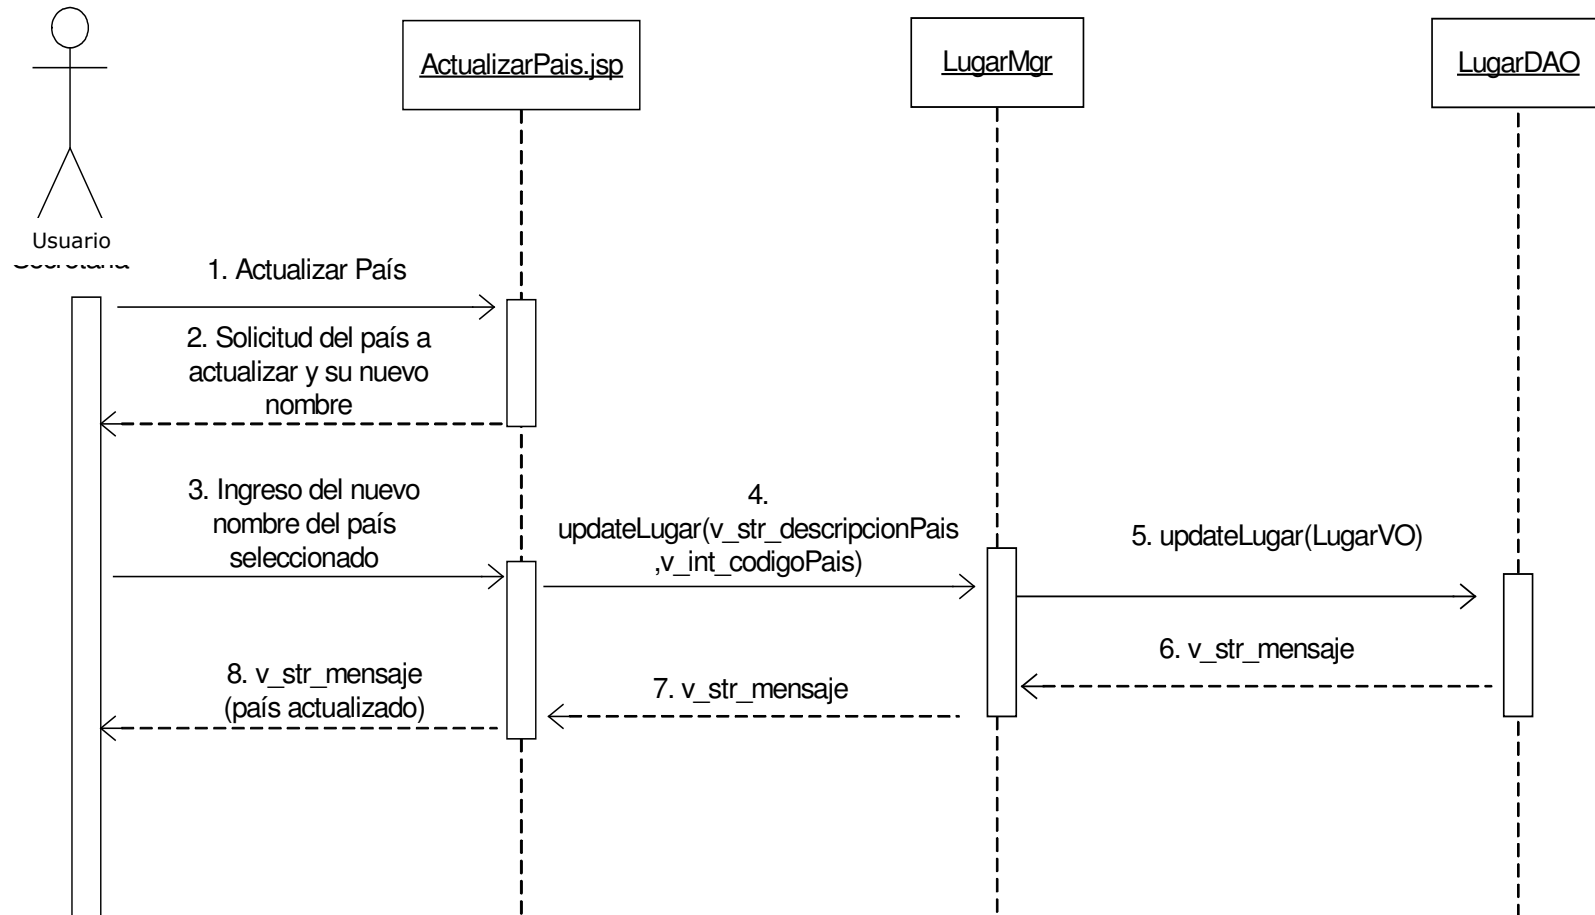 ActualizarPais.jsp
LugarMgr
LugarDAO
Usuario
1. Actualizar País
2. Solicitud del país a
actualizar y su nuevo
nombre
3. Ingreso del nuevo
nombre del país
seleccionado
4.
updateLugar(v_str_descripcionPais
,v_int_codigoPais)
5. updateLugar(LugarVO)
6. v_str_mensaje
7. v_str_mensaje
8. v_str_mensaje
(país actualizado)